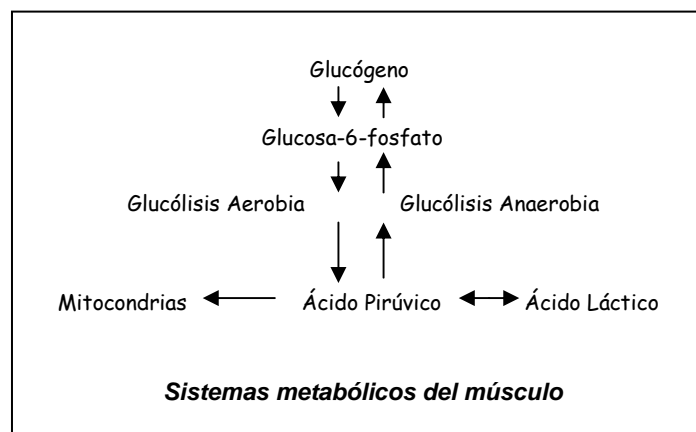 Glucógeno
Glucosa-6-fosfato
Glucólisis Aerobia
Glucólisis Anaerobia
Mitocondrias
Ácido Pirúvico
Ácido Láctico
Sistemas metabólicos del músculo